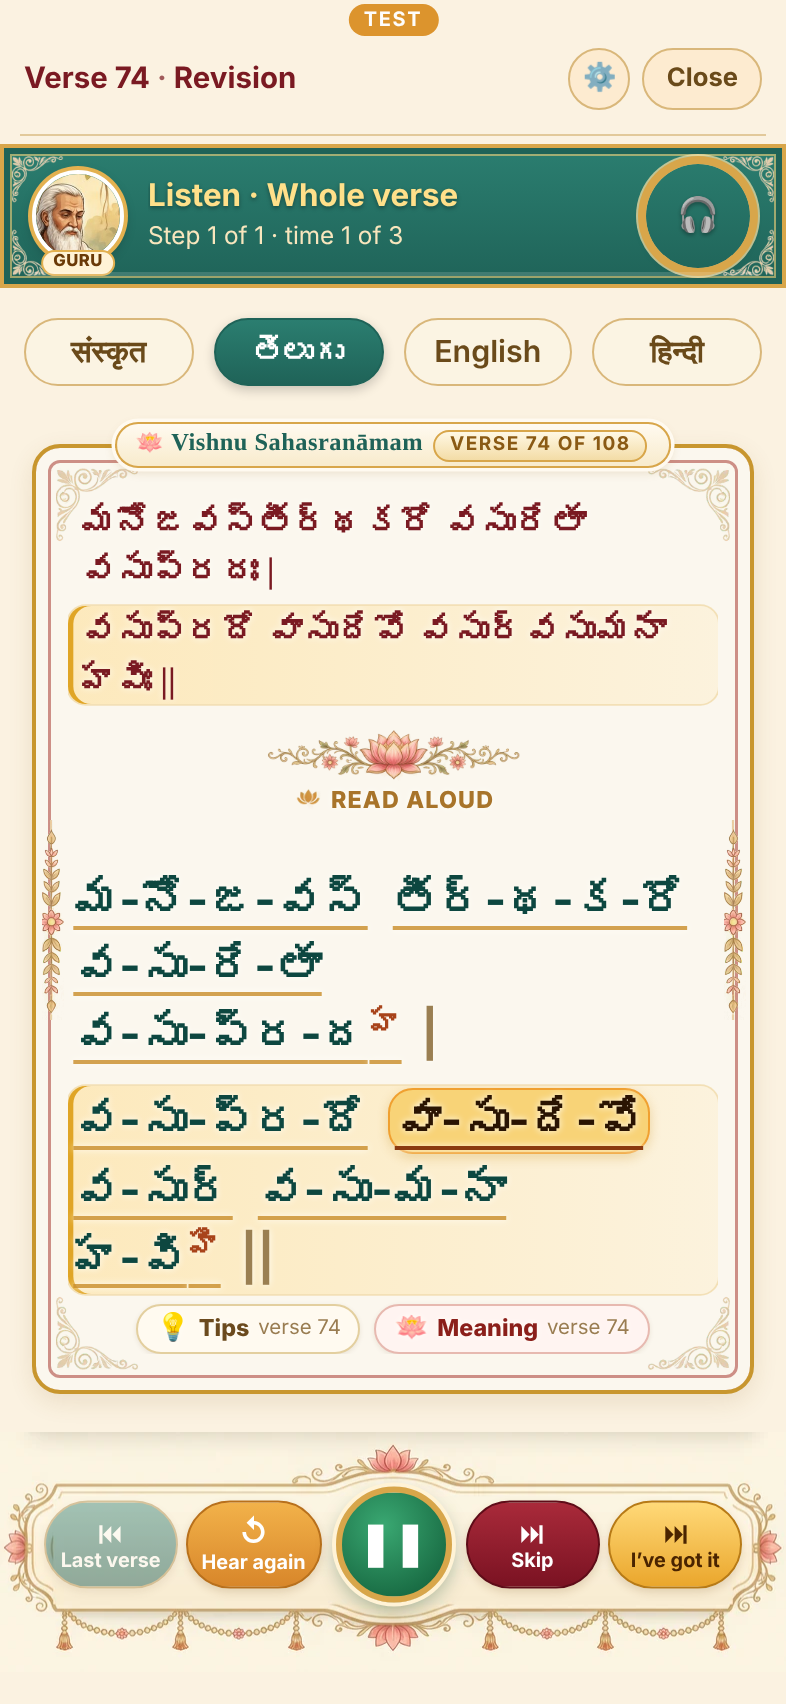 TEST
Verse 74 · Revision
Close
GURU
Listen · Whole verse
Step 1 of 1 · time 1 of 3
संस्कृत
తెలుగు
English
हिन्दी
Vishnu Sahasranāmam
VERSE 74 OF 108
మనోజవస్తీర్థకరో వసురేతా
వసుప్రదః |
వసుప్రదో వాసుదేవో వసుర్వసుమనా
హవిః ||
READ ALOUD
మ-నో-జ-వస్ తీర్-థ-క-రో
వ-సు-రే-తా
వ-సు-ప్ర-దహ |
వ-సు-ప్ర-దో వా-సు-దే-వో
వ-సుర్ వ-సు-మ-నా
హ-విహి ||
Tips verse 74
Meaning verse 74
Last verse
Hear again
Skip
I've got it